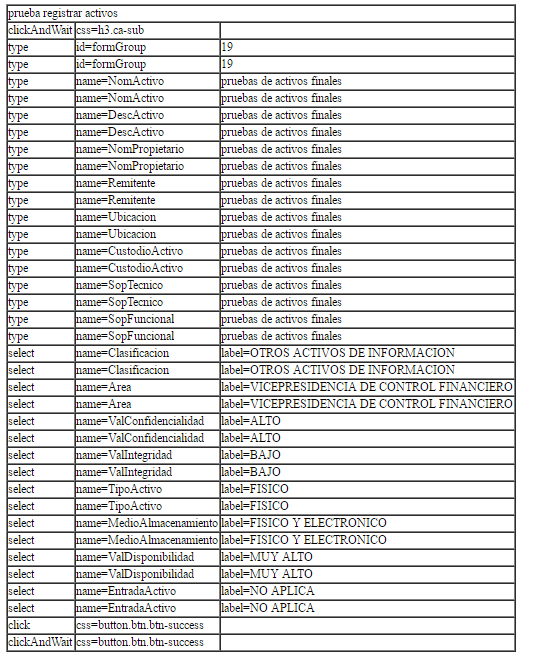 prueba registrar activos
clickAndWait css=h3.ca-sub
type id=formGroup 19
type id=formGroup 19
type name=NomActivo pruebas de activos finales
type name=NomActivo pruebas de activos finales
type name=DescActivo pruebas de activos finales
type name=DescActivo pruebas de activos finales
type name=NomPropietario pruebas de activos finales
type name=NomPropietario pruebas de activos finales
type name=Remitente pruebas de activos finales
type name=Remitente pruebas de activos finales
type name=Ubicacion pruebas de activos finales
type name=Ubicacion pruebas de activos finales
type name=CustodioActivo pruebas de activos finales
type name=CustodioActivo pruebas de activos finales
type name=SopTecnico pruebas de activos finales
type name=SopTecnico pruebas de activos finales
type name=SopFuncional pruebas de activos finales
type name=SopFuncional pruebas de activos finales
select name=Clasificacion label=OTROS ACTIVOS DE INFORMACION
select name=Clasificacion label=OTROS ACTIVOS DE INFORMACION
select name=Area label=VICEPRESIDENCIA DE CONTROL FINANCIERO
select name=Area label=VICEPRESIDENCIA DE CONTROL FINANCIERO
select name=ValConfidencialidad label=ALTO
select name=ValConfidencialidad label=ALTO
select name=ValIntegridad label=BAJO
select name=ValIntegridad label=BAJO
select name=TipoActivo label=FISICO
select name=TipoActivo label=FISICO
select name=MedioAlmacenamiento label=FISICO Y ELECTRONICO
select name=MedioAlmacenamiento label=FISICO Y ELECTRONICO
select name=ValDisponibilidad label=MUY ALTO
select name=ValDisponibilidad label=MUY ALTO
select name=EntradaActivo label=NO APLICA
select name=EntradaActivo label=NO APLICA
click css=button.btn.btn-success
clickAndWait css=button.btn.btn-success